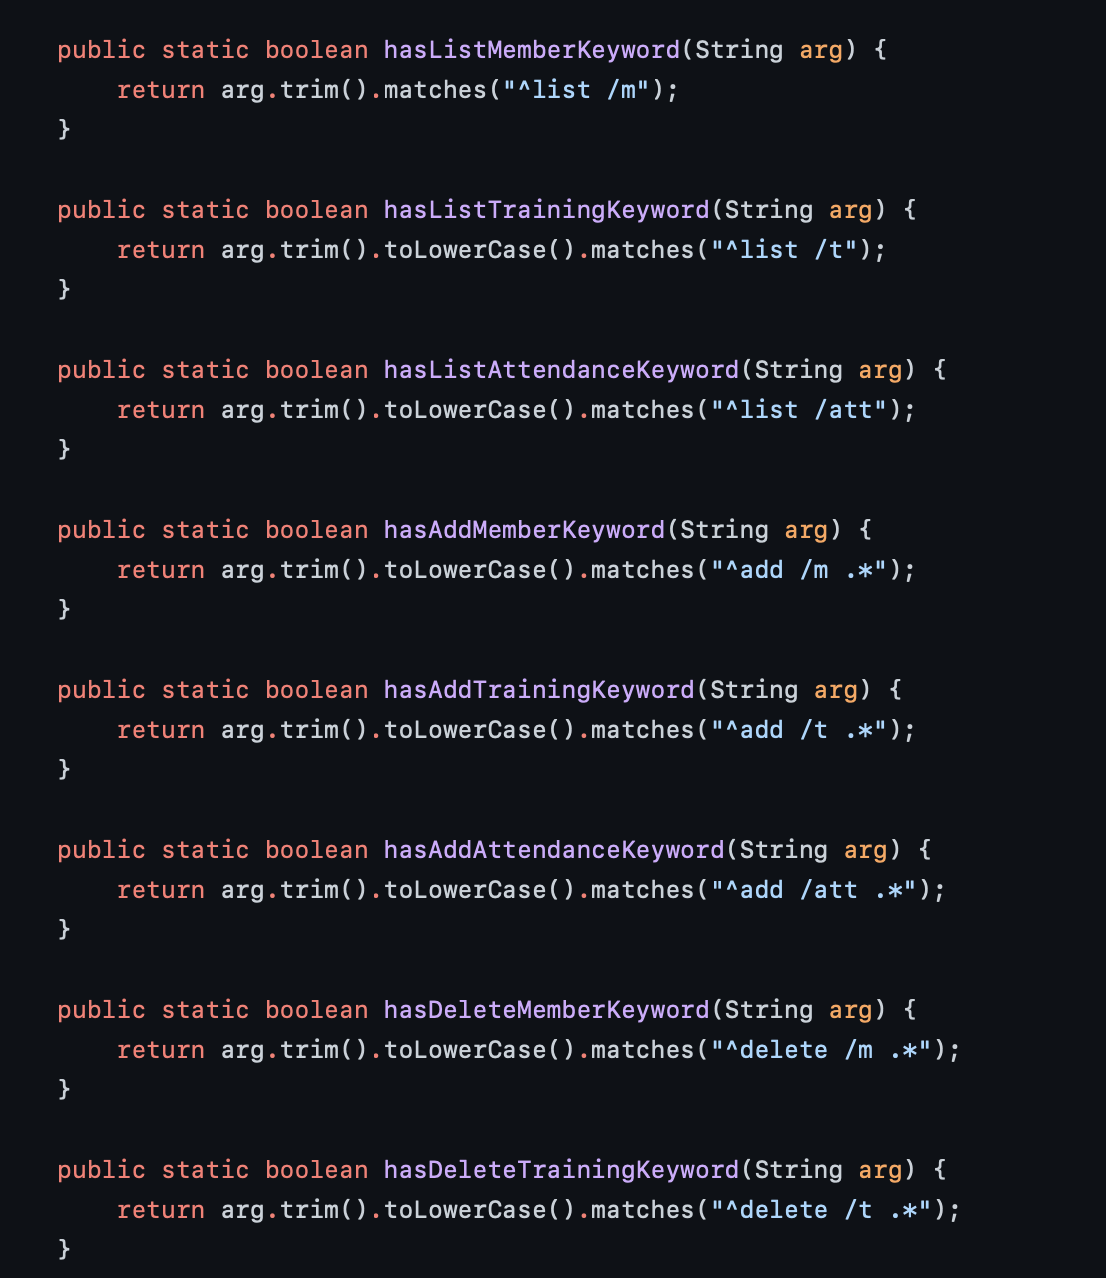 public static boolean hasListMemberKeyword(String arg) {
    return arg.trim().matches("^list /m");
}

public static boolean hasListTrainingKeyword(String arg) {
    return arg.trim().toLowerCase().matches("^list /t");
}

public static boolean hasListAttendanceKeyword(String arg) {
    return arg.trim().toLowerCase().matches("^list /att");
}

public static boolean hasAddMemberKeyword(String arg) {
    return arg.trim().toLowerCase().matches("^add /m .*");
}

public static boolean hasAddTrainingKeyword(String arg) {
    return arg.trim().toLowerCase().matches("^add /t .*");
}

public static boolean hasAddAttendanceKeyword(String arg) {
    return arg.trim().toLowerCase().matches("^add /att .*");
}

public static boolean hasDeleteMemberKeyword(String arg) {
    return arg.trim().toLowerCase().matches("^delete /m .*");
}

public static boolean hasDeleteTrainingKeyword(String arg) {
    return arg.trim().toLowerCase().matches("^delete /t .*");
}